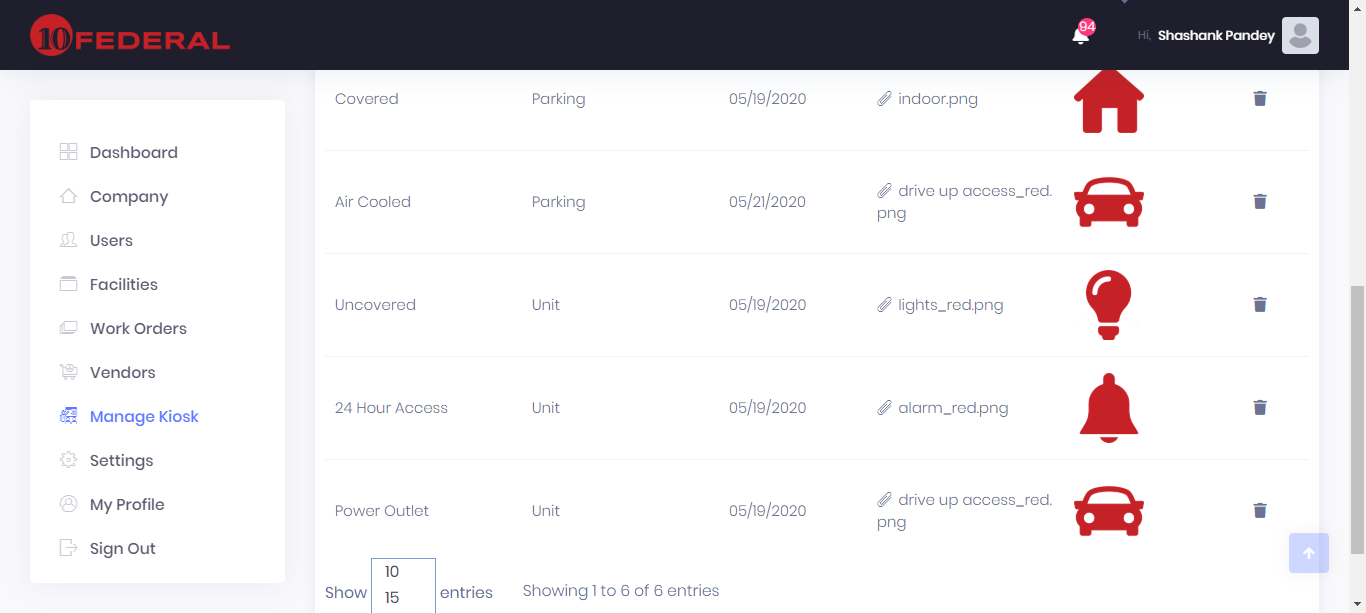 10 FEDERAL
94
Hi, Shashank Pandey
Dashboard
Company
Users
Facilities
Work Orders
Vendors
Manage Kiosk
Settings
My Profile
Sign Out
Covered Parking 05/19/2020 indoor.png
Air Cooled Parking 05/21/2020 drive up access_red.
png
Uncovered Unit 05/19/2020 lights_red.png
24 Hour Access Unit 05/19/2020 alarm_red.png
Power Outlet Unit 05/19/2020 drive up access_red.
png
Show 10 entries Showing 1 to 6 of 6 entries
15